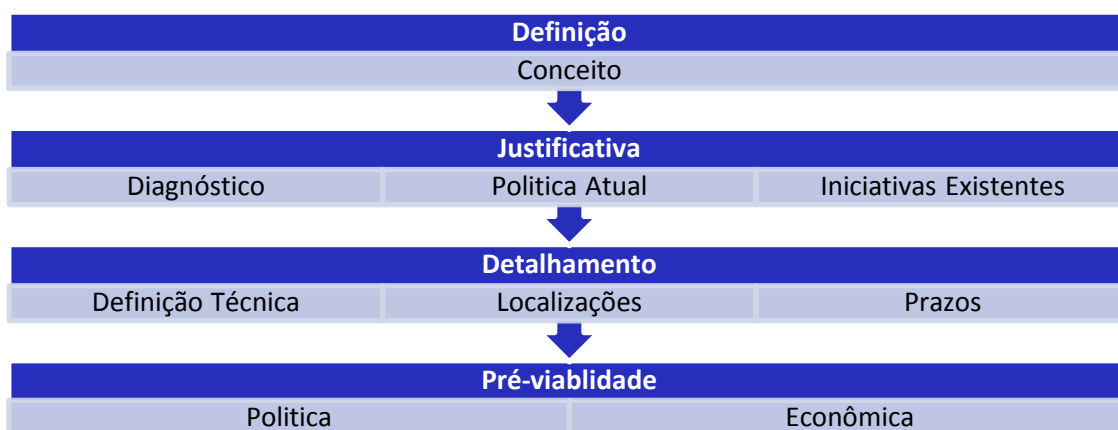 Definição
Conceito
Justificativa
Diagnóstico Politica Atual Iniciativas Existentes
Detalhamento
Definição Técnica Localizações Prazos
Pré-viablidade
Politica Econômica